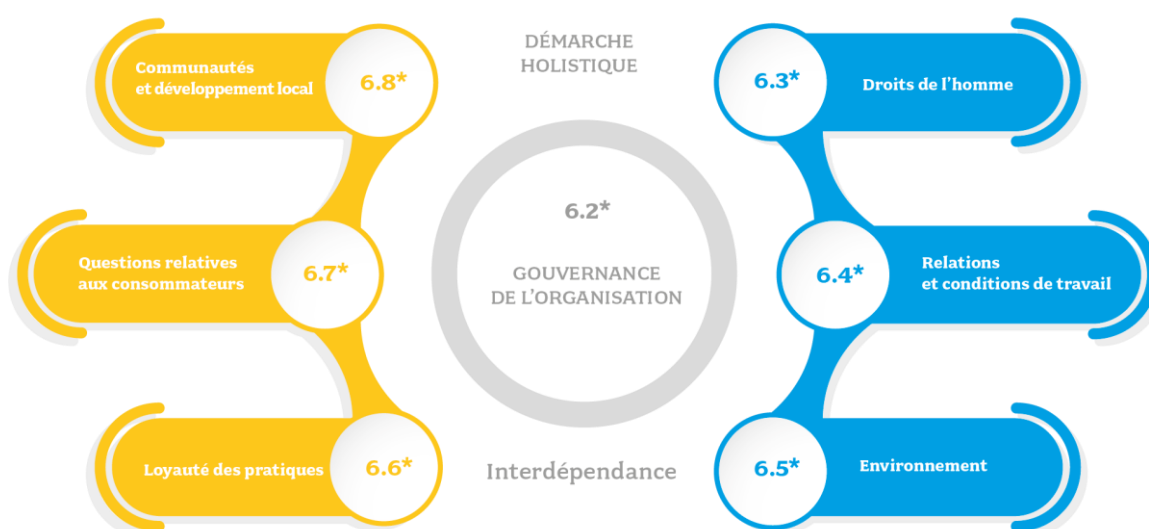 DÉMARCHE
HOLISTIQUE
Communautés
et développement local
6.8*
6.3*
Droits de l'homme
6.2*
GOUVERNANCE
DE L'ORGANISATION
Questions relatives
aux consommateurs
6.7*
6.4*
Relations
et conditions de travail
Loyauté des pratiques
6.6*
Interdépendance
6.5*
Environnement